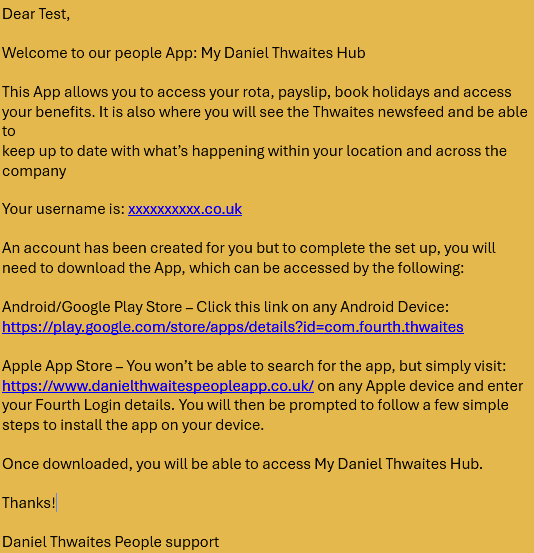 Dear Test,
Welcome to our people App: My Daniel Thwaites Hub
This App allows you to access your rota, payslip, book holidays and access
your benefits. It is also where you will see the Thwaites newsfeed and be able
to
keep up to date with what’s happening within your location and across the
company
Your username is: xxxxxxxxxx.co.uk
An account has been created for you but to complete the set up, you will
need to download the App, which can be accessed by the following:
Android/Google Play Store – Click this link on any Android Device:
https://play.google.com/store/apps/details?id=com.fourth.thwaites
Apple App Store – You won’t be able to search for the app, but simply visit:
https://www.danielthwaitespeopleapp.co.uk/ on any Apple device and enter
your Fourth Login details. You will then be prompted to follow a few simple
steps to install the app on your device.
Once downloaded, you will be able to access My Daniel Thwaites Hub.
Thanks!
Daniel Thwaites People support